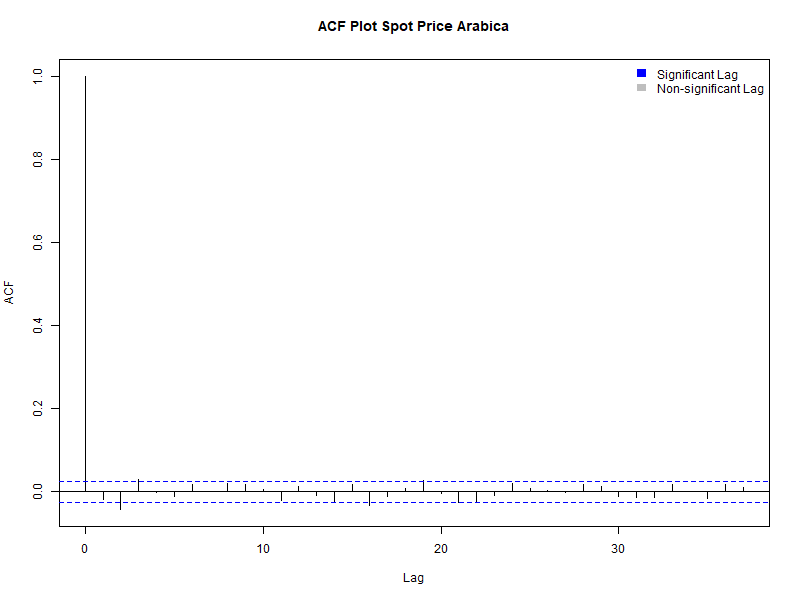 ACF Plot Spot Price Arabica
Significant Lag
Non-significant Lag
1.0
0.8
0.6
0.4
0.2
0.0
ACF
0 10 20 30
Lag